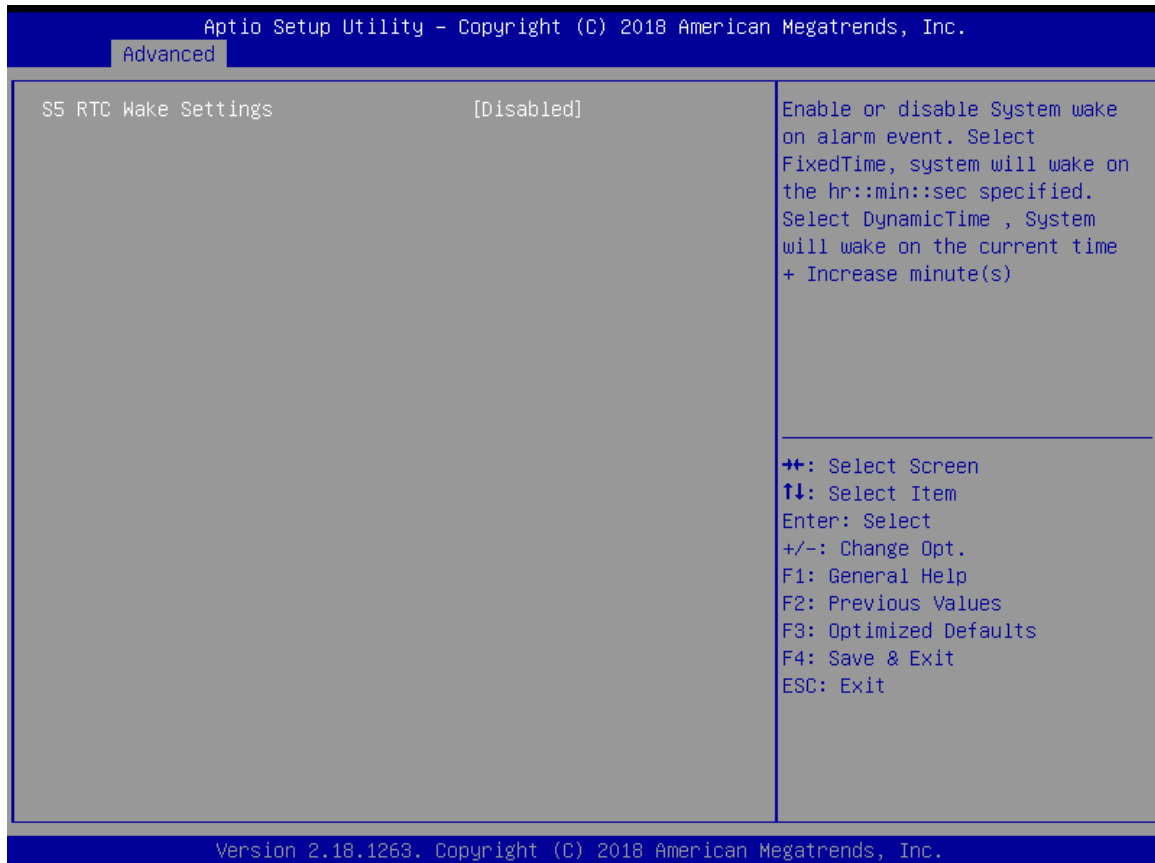 Aptio Setup Utility – Copyright (C) 2018 American Megatrends, Inc.
Advanced
S5 RTC Wake Settings [Disabled]
Enable or disable System wake
on alarm event. Select
FixedTime, system will wake on
the hr::min::sec specified.
Select DynamicTime , System
will wake on the current time
+ Increase minute(s)
→←: Select Screen
↑↓: Select Item
Enter: Select
+/-: Change Opt.
F1: General Help
F2: Previous Values
F3: Optimized Defaults
F4: Save & Exit
ESC: Exit
Version 2.18.1263. Copyright (C) 2018 American Megatrends, Inc.